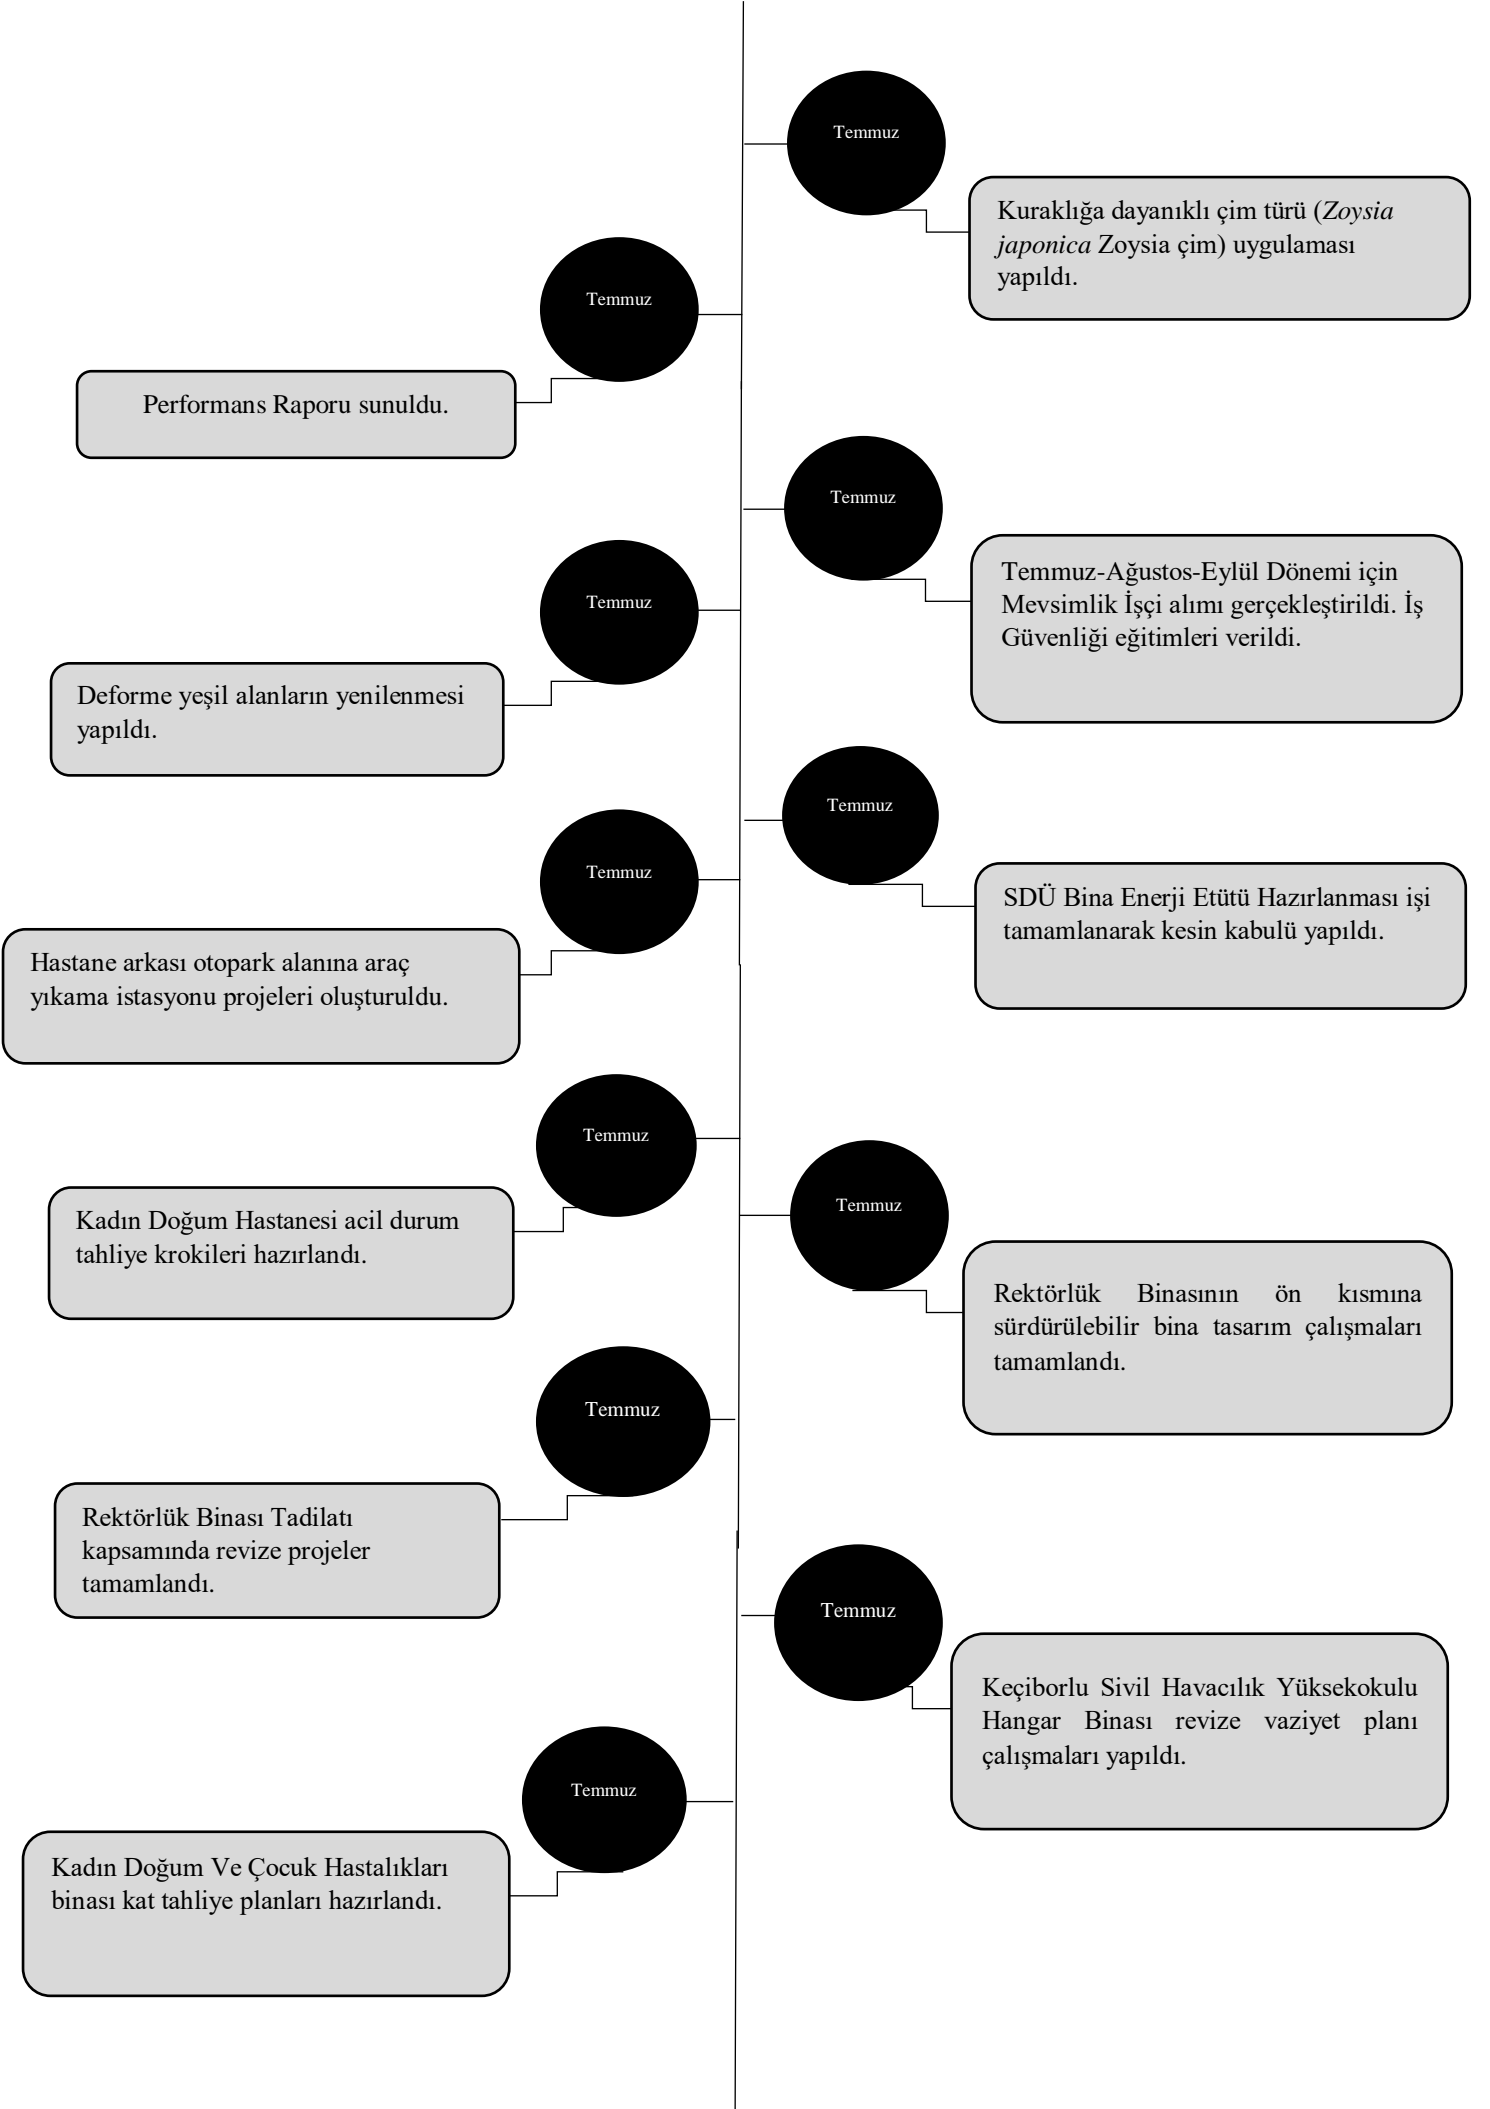 Temmuz
Kuraklığa dayanıklı çim türü (Zoysia
japonica Zoysia çim) uygulaması
yapıldı.
Temmuz
Performans Raporu sunuldu.
Temmuz
Temmuz-Ağustos-Eylül Dönemi için
Mevsimlik İşçi alımı gerçekleştirildi. İş
Güvenliği eğitimleri verildi.
Temmuz
Deforme yeşil alanların yenilenmesi
yapıldı.
Temmuz
SDÜ Bina Enerji Etütü Hazırlanması işi
tamamlanarak kesin kabulü yapıldı.
Temmuz
Hastane arkası otopark alanına araç
yıkama istasyonu projeleri oluşturuldu.
Temmuz
Kadın Doğum Hastanesi acil durum
tahliye krokileri hazırlandı.
Temmuz
Rektörlük Binasının ön kısmına
sürdürülebilir bina tasarım çalışmaları
tamamlandı.
Temmuz
Rektörlük Binası Tadilatı
kapsamında revize projeler
tamamlandı.
Temmuz
Keçiborlu Sivil Havacılık Yüksekokulu
Hangar Binası revize vaziyet planı
çalışmaları yapıldı.
Temmuz
Kadın Doğum Ve Çocuk Hastalıkları
binası kat tahliye planları hazırlandı.